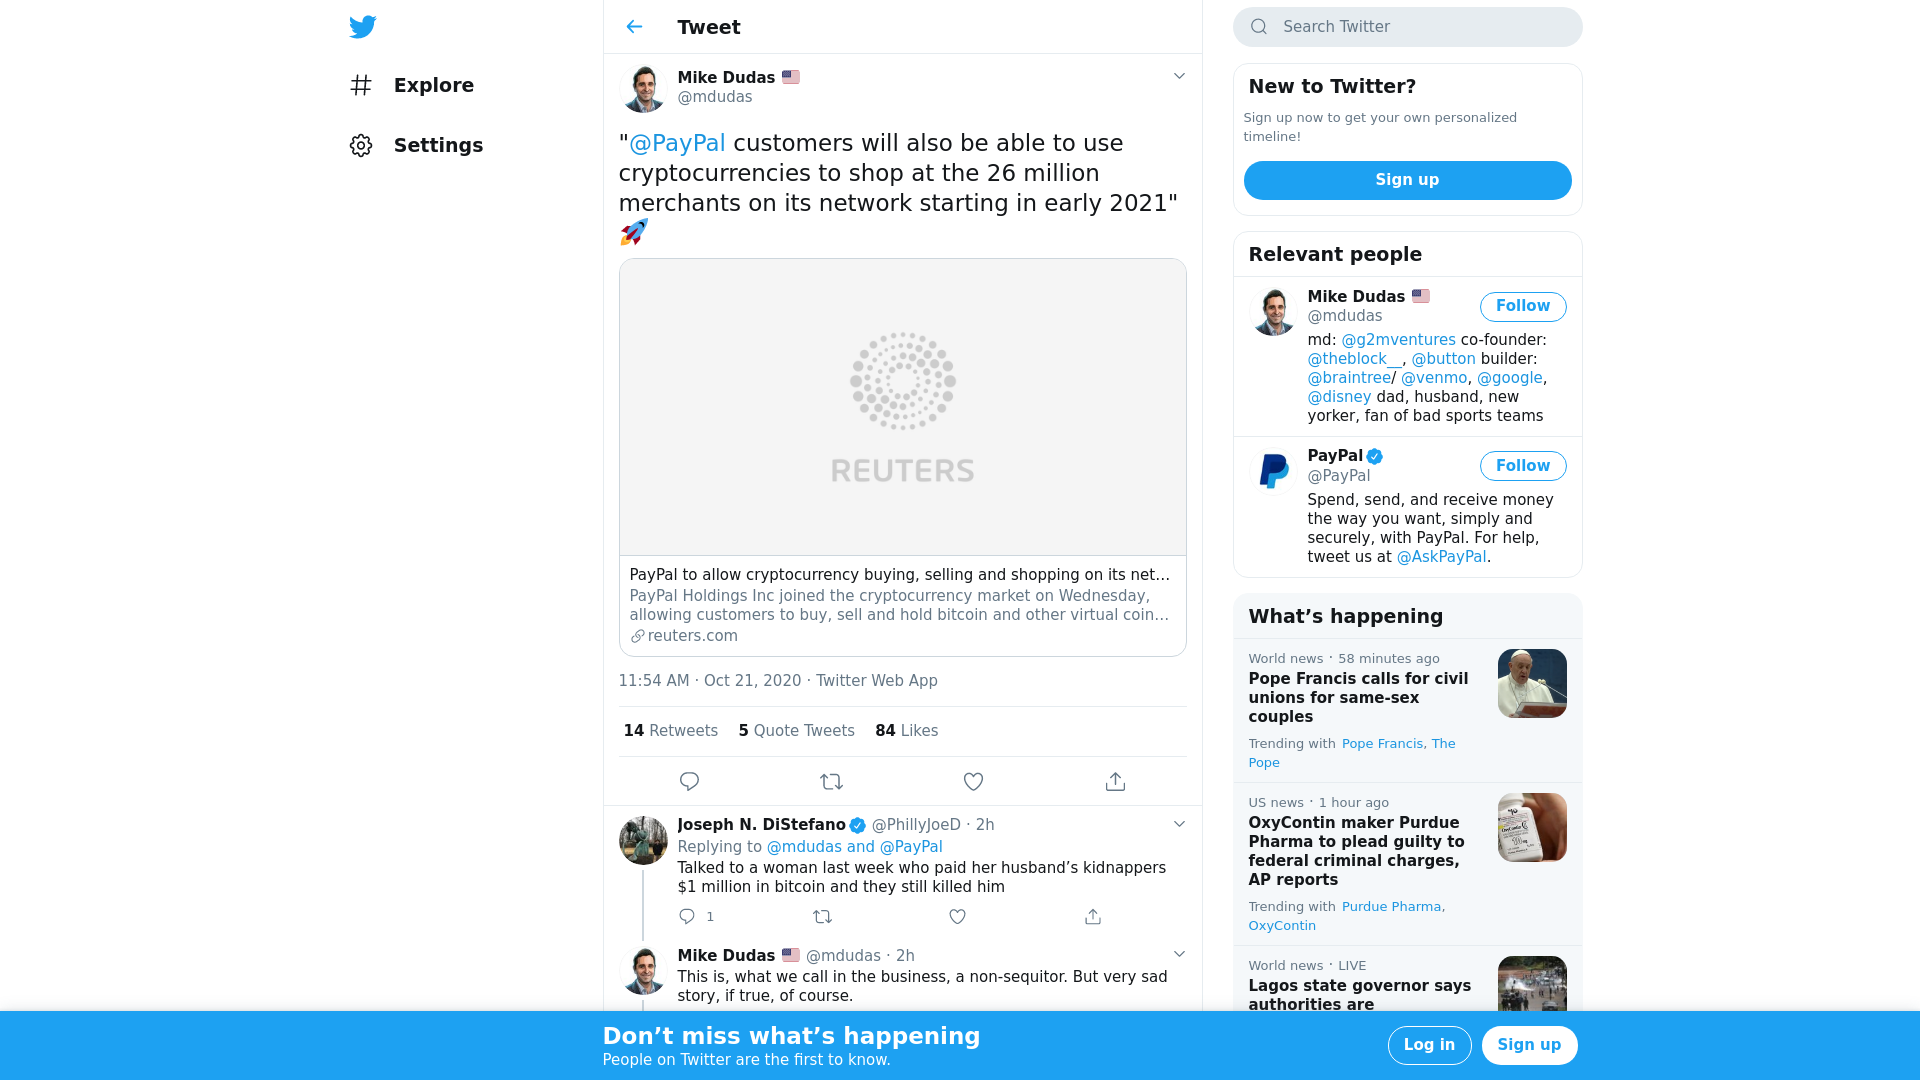 Explore
Settings
Tweet
Mike Dudas
@mdudas
"@PayPal customers will also be able to use
cryptocurrencies to shop at the 26 million
merchants on its network starting in early 2021"
REUTERS
PayPal to allow cryptocurrency buying, selling and shopping on its net…
PayPal Holdings Inc joined the cryptocurrency market on Wednesday,
allowing customers to buy, sell and hold bitcoin and other virtual coin…
reuters.com
11:54 AM · Oct 21, 2020 · Twitter Web App
14 Retweets 5 Quote Tweets 84 Likes
Joseph N. DiStefano @PhillyJoeD · 2h
Replying to @mdudas and @PayPal
Talked to a woman last week who paid her husband’s kidnappers
$1 million in bitcoin and they still killed him
1
Mike Dudas @mdudas · 2h
This is, what we call in the business, a non-sequitor. But very sad
story, if true, of course.
Search Twitter
New to Twitter?
Sign up now to get your own personalized
timeline!
Sign up
Relevant people
Mike Dudas
@mdudas
Follow
md: @g2mventures co-founder:
@theblock__, @button builder:
@braintree/ @venmo, @google,
@disney dad, husband, new
yorker, fan of bad sports teams
PayPal
@PayPal
Follow
Spend, send, and receive money
the way you want, simply and
securely, with PayPal. For help,
tweet us at @AskPayPal.
What’s happening
World news · 58 minutes ago
Pope Francis calls for civil
unions for same-sex
couples
Trending with Pope Francis, The
Pope
US news · 1 hour ago
OxyContin maker Purdue
Pharma to plead guilty to
federal criminal charges,
AP reports
Trending with Purdue Pharma,
OxyContin
World news · LIVE
Lagos state governor says
authorities are
Don’t miss what’s happening
People on Twitter are the first to know.
Log in
Sign up